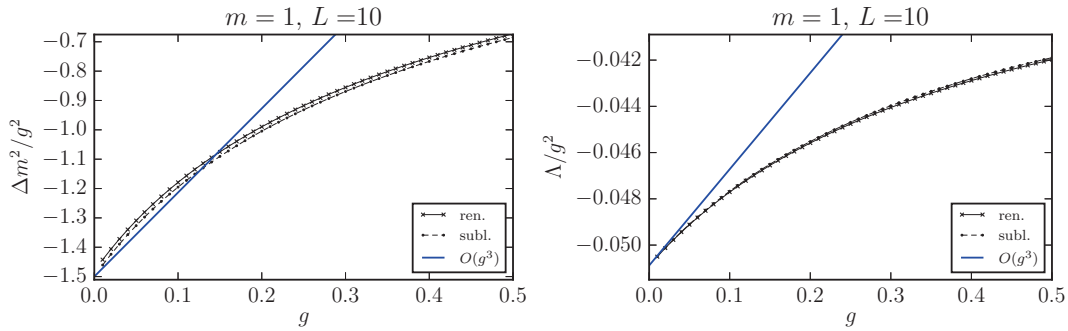 m = 1, L =10
−0.7
−0.8
−0.9
−1.0
−1.1
−1.2
−1.3
−1.4
−1.5
Δm²/g²
0.0 0.1 0.2 0.3 0.4 0.5
g
ren.
subl.
O(g³)
m = 1, L =10
−0.042
−0.044
−0.046
−0.048
−0.050
Λ/g²
0.0 0.1 0.2 0.3 0.4 0.5
g
ren.
subl.
O(g³)